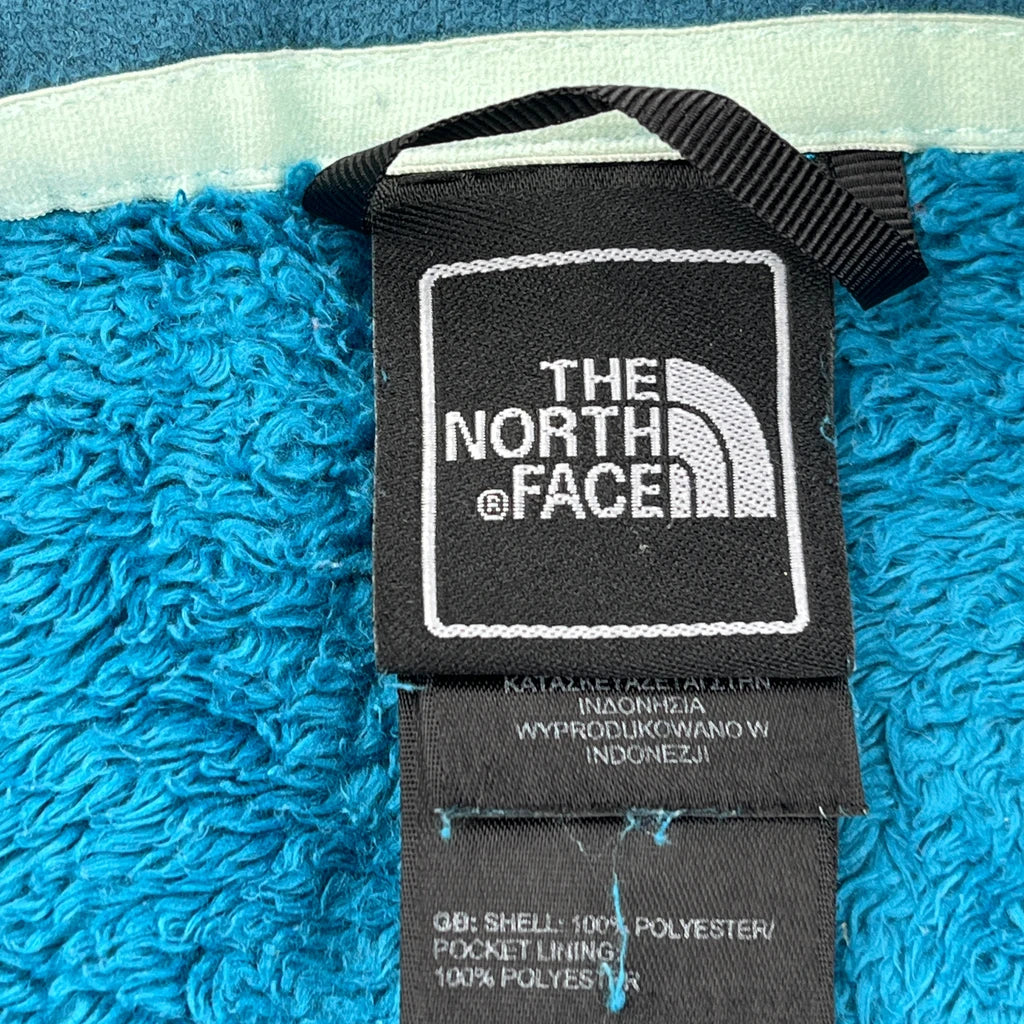 THE
NORTH
® FACE
ΚΑΤΑΣΚΕΥΑΖΕΤΑΙ ΣΤΗΝ
ΙΝΔΟΝΗΣΙΑ
WYPRODUKOWANO W
INDONEZJI
GB: SHELL: 100% POLYESTER/
POCKET LINING:
100% POLYESTER